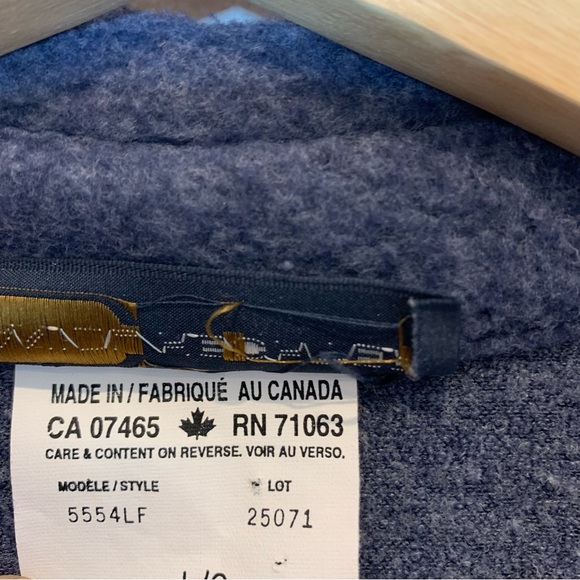 MADE IN / FABRIQUÉ AU CANADA
CA 07465 RN 71063
CARE & CONTENT ON REVERSE. VOIR AU VERSO.
MODÈLE / STYLE LOT
5554LF 25071